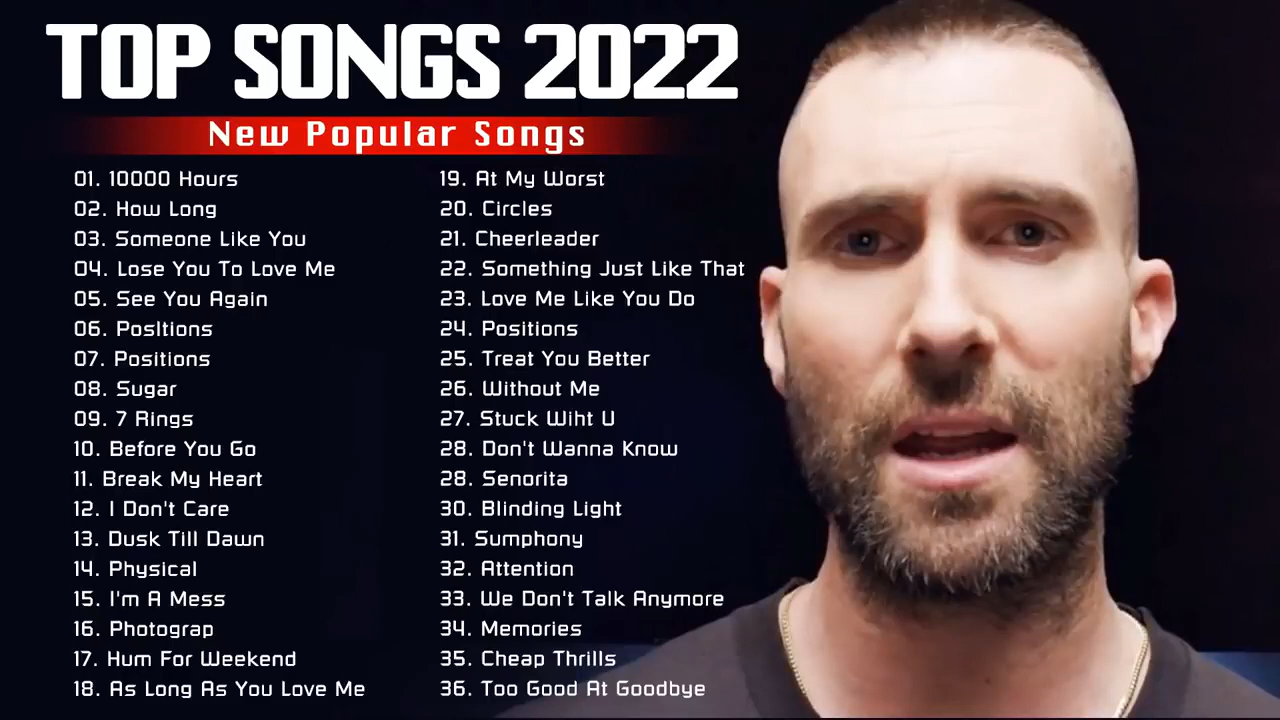 TOP SONGS 2022
New Popular Songs
01. 10000 Hours
02. How Long
03. Someone Like You
04. Lose You To Love Me
05. See You Again
06. Posltions
07. Positions
08. Sugar
09. 7 Rings
10. Before You Go
11. Break My Heart
12. I Don't Care
13. Dusk Till Dawn
14. Physical
15. I'm A Mess
16. Photograp
17. Hum For Weekend
18. As Long As You Love Me
19. At My Worst
20. Circles
21. Cheerleader
22. Something Just Like That
23. Love Me Like You Do
24. Positions
25. Treat You Better
26. Without Me
27. Stuck Wiht U
28. Don't Wanna Know
28. Senorita
30. Blinding Light
31. Sumphony
32. Attention
33. We Don't Talk Anymore
34. Memories
35. Cheap Thrills
36. Too Good At Goodbye